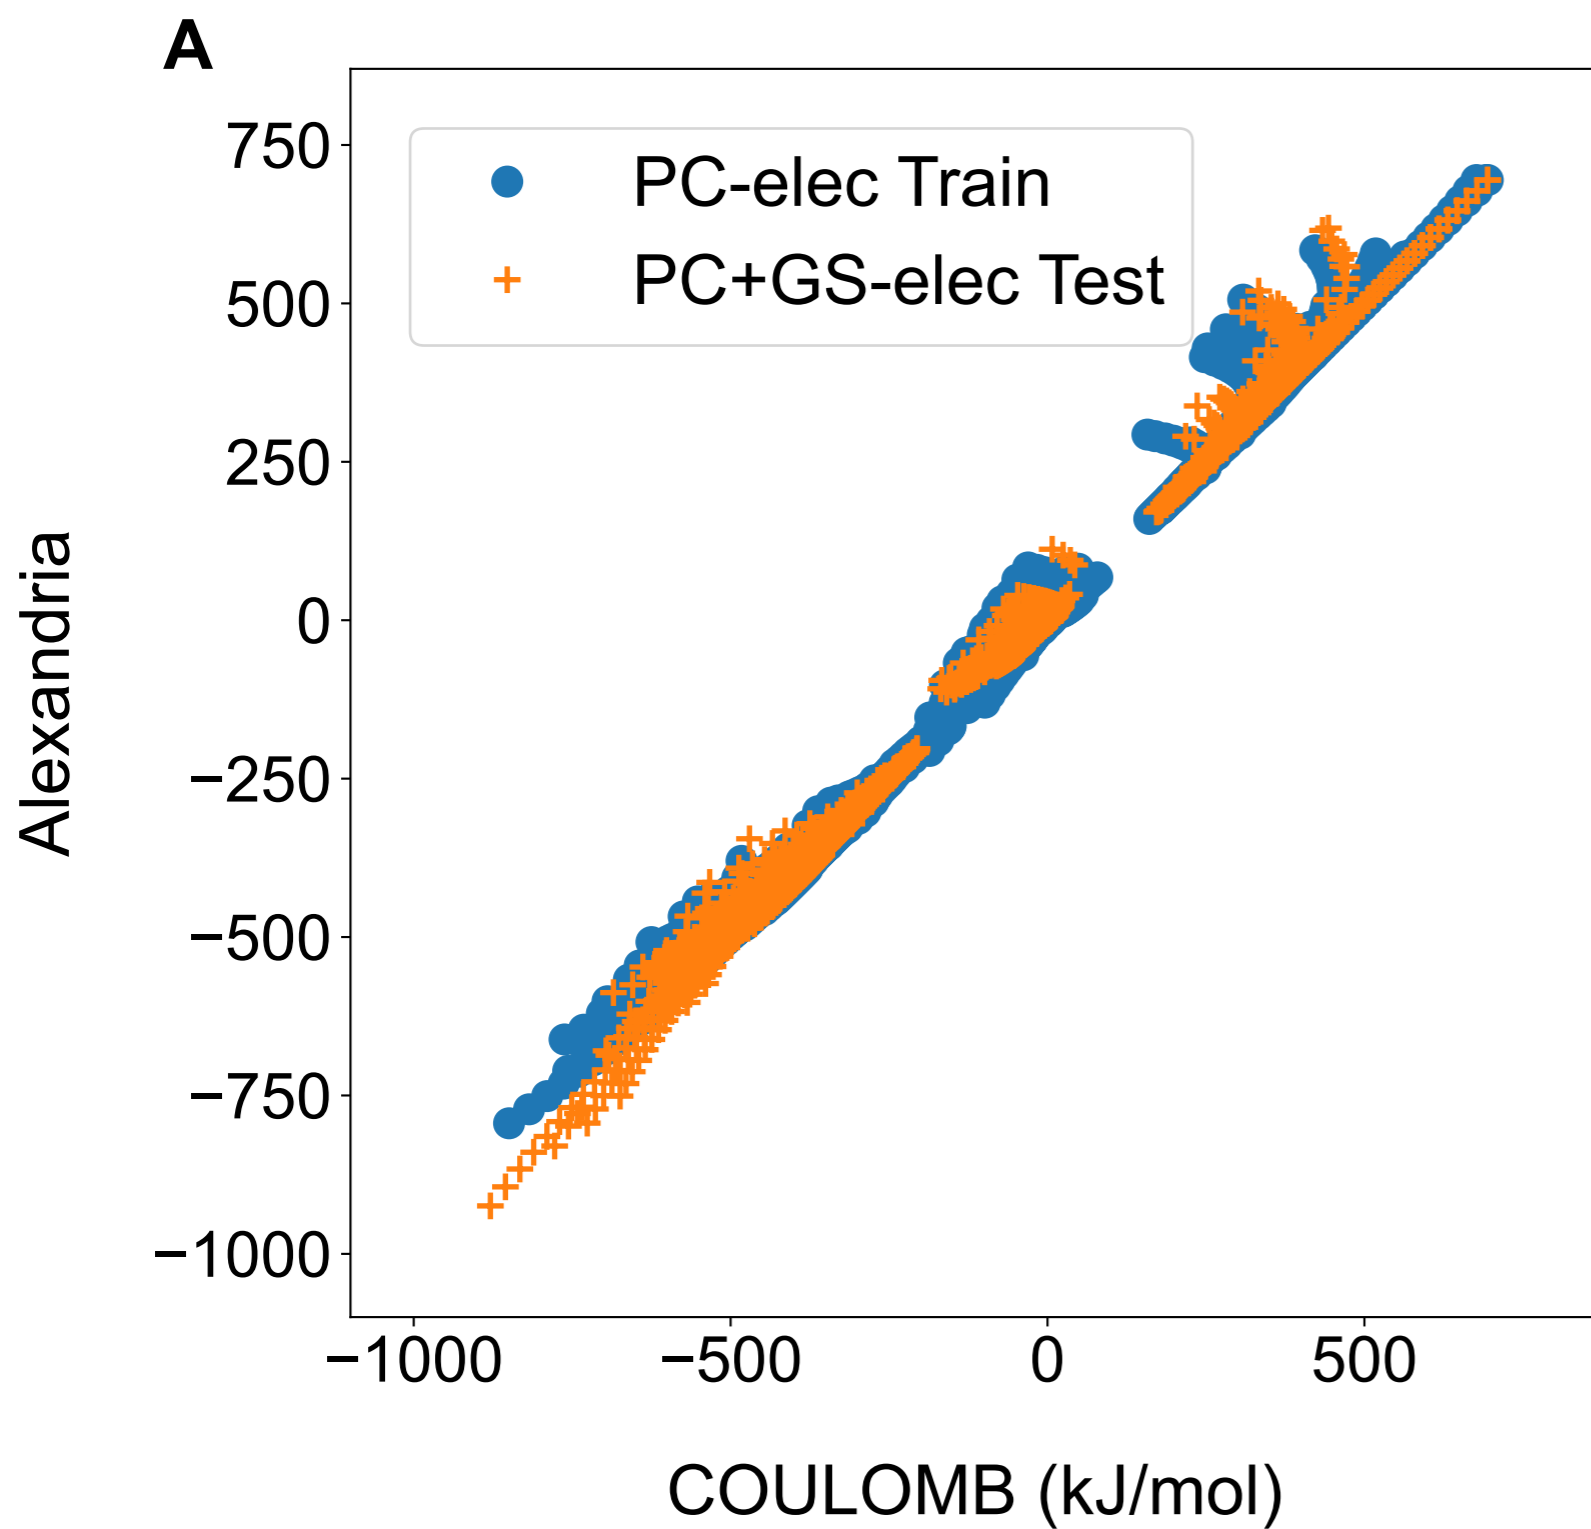 A
750
500
250
0
−250
−500
−750
−1000
PC-elec Train
PC+GS-elec Test
Alexandria
−1000 −500 0 500
COULOMB (kJ/mol)